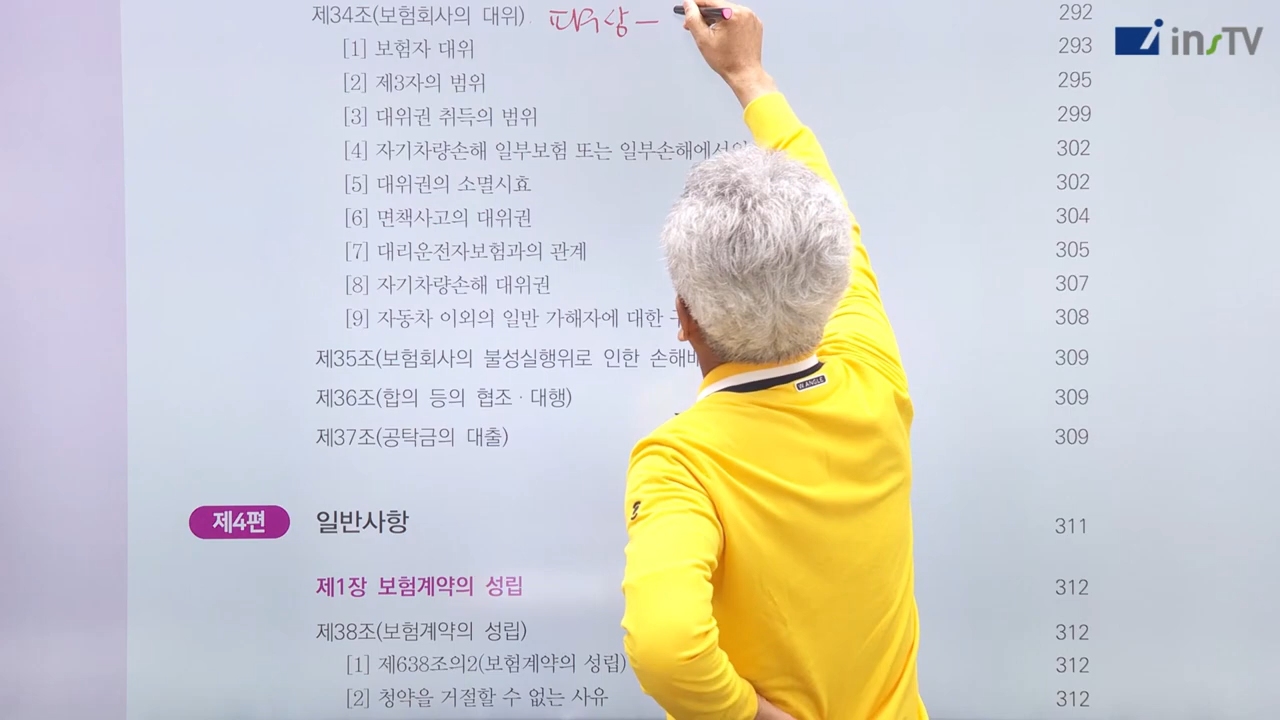 제34조(보험회사의 대위) 292
[1] 보험자 대위 293
[2] 제3자의 범위 295
[3] 대위권 취득의 범위 299
[4] 자기차량손해 일부보험 또는 일부손해에서의 302
[5] 대위권의 소멸시효 302
[6] 면책사고의 대위권 304
[7] 대리운전자보험과의 관계 305
[8] 자기차량손해 대위권 307
[9] 자동차 이외의 일반 가해자에 대한 308
제35조(보험회사의 불성실행위로 인한 309
제36조(합의 등의 협조·대행) 309
제37조(공탁금의 대출) 309
제4편 일반사항 311
제1장 보험계약의 성립 312
제38조(보험계약의 성립) 312
[1] 제638조의2(보험계약의 성립) 312
[2] 청약을 거절할 수 없는 사유 312
insTV
W.ANGLE